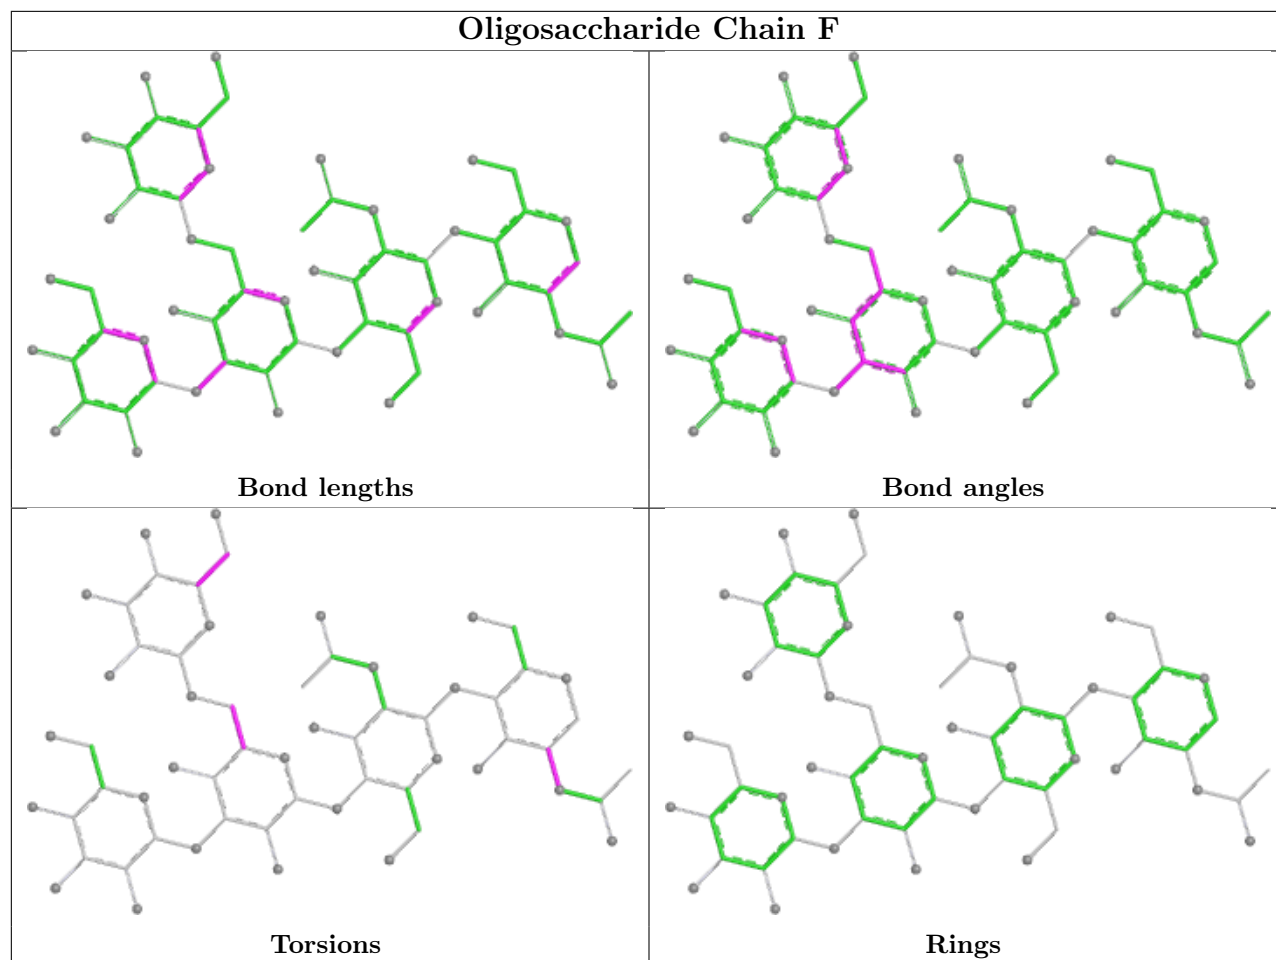 Oligosaccharide Chain F
Bond lengths
Bond angles
Torsions
Rings